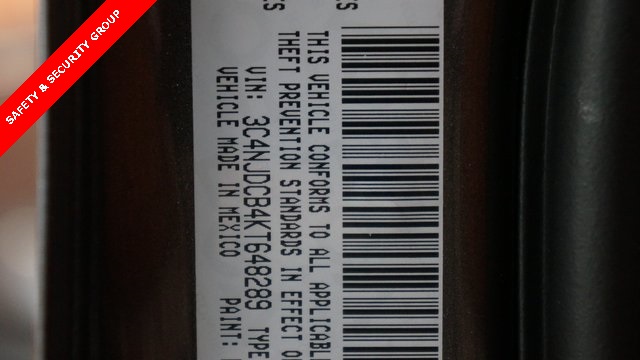 SAFETY & SECURITY GROUP
THIS VEHICLE CONFORMS TO ALL APPLICABL
THEFT PREVENTION STANDARDS IN EFFECT O
VIN: 3C4NJDCB4KT648289 TYPE
VEHICLE MADE IN MEXICO PAINT: